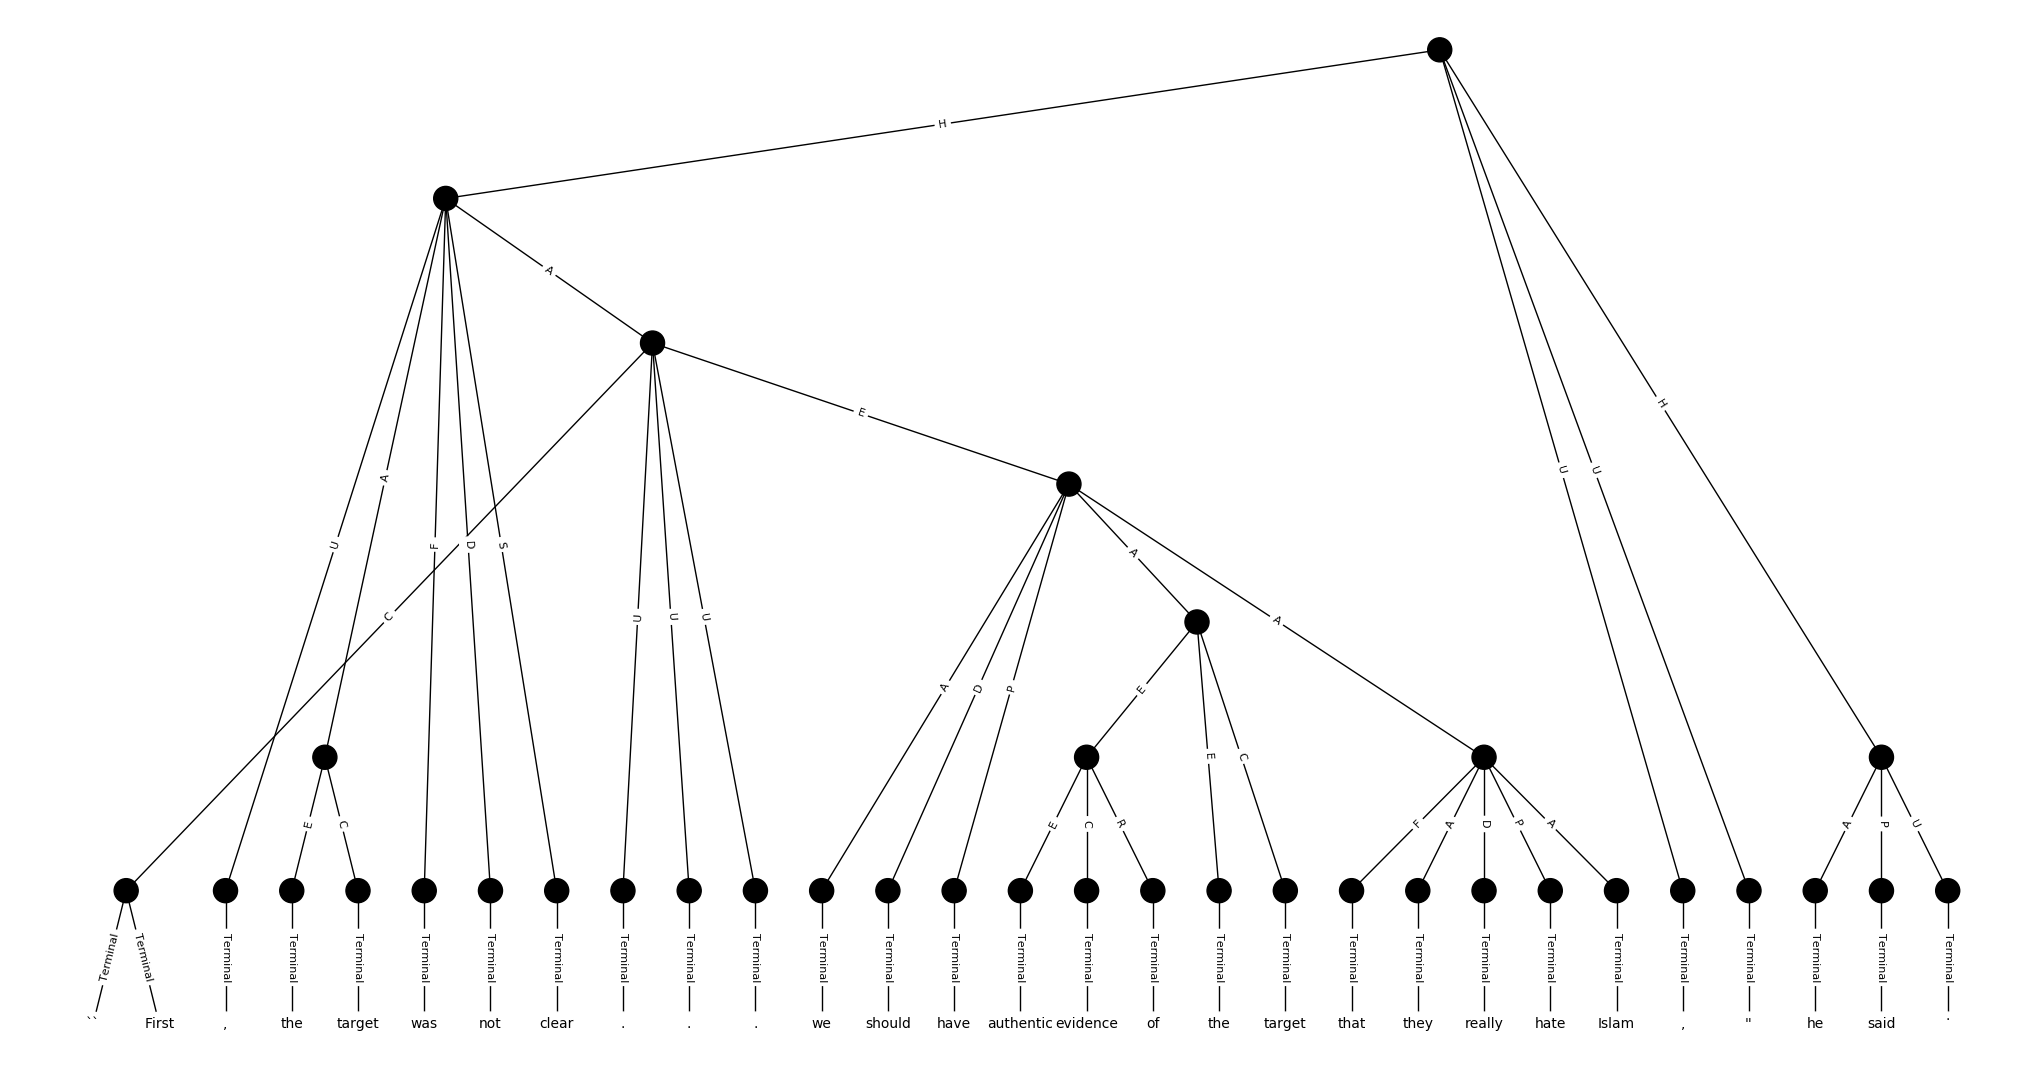 H
A
E
A
H
A
U
U
U
F
D
S
A
C
U
U
U
A
A
D
P
E
E
C
E
C
E
C
R
F
A
D
P
A
A
P
U
Terminal Terminal Terminal Terminal Terminal Terminal Terminal Terminal Terminal Terminal Terminal Terminal Terminal Terminal Terminal Terminal Terminal Terminal Terminal Terminal Terminal Terminal Terminal Terminal Terminal Terminal Terminal Terminal Terminal
`` First , the target was not clear . . . we should have authentic evidence of the target that they really hate Islam , " he said .